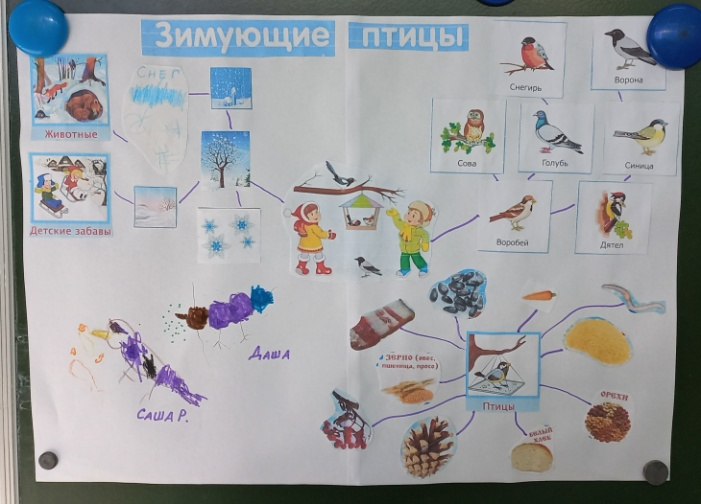 Зимующие птицы
СНЕГ
Животные
Детские забавы
Снегирь
Ворона
Сова
Голубь
Синица
Воробей
Дятел
ДАША
САША Р.
ЗЕРНО (овес,
пшеница, просо)
Птицы
ОРЕХИ
БЕЛЫЙ
ХЛЕБ